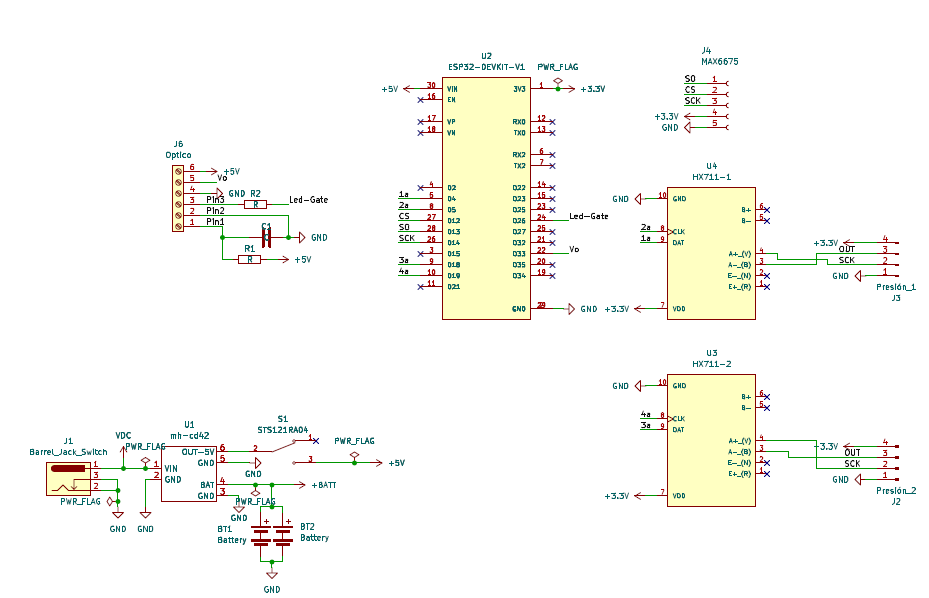 U2
ESP32-DEVKIT-V1
PWR_FLAG
+5V
30 VIN
16 EN
17 VP
18 VN
4 D2
1a 5 D4
2a 8 D5
CS 27 D12
SO 28 D13
SCK 26 D14
3 D15
3a 9 D18
4a 10 D19
11 D21
3V3 1 +3.3V
RX0 12
TX0 13
RX2 6
TX2 7
D22 14
D23 15
D25 23
D26 24 Led-Gate
D27 25
D32 21
D33 22 Vo
D35 20
D34 19
GND GND
J4
MAX6675
SO 1
CS 2
SCK 3
+3.3V 4
GND 5
J6
Optico
6 +5V
5 Vo
4 GND
3 Pin3 R2 R Led-Gate
2 Pin2
1 Pin1
C1
GND
R1
R
+5V
U4
HX711-1
GND 10 GND
2a 8 CLK
1a 9 DAT
+3.3V 7 VDD
B+ 6
B- 5
A+_(V) 4
A-_(B) 3
E-_(N) 2
E+_(R) 1
+3.3V 4
OUT 3
SCK 2
GND 1
Presión_1
J3
U3
HX711-2
GND 10 GND
4a 8 CLK
3a 9 DAT
+3.3V 7 VDD
B+ 6
B- 5
A+_(V) 4
A-_(B) 3
E-_(N) 2
E+_(R) 1
+3.3V 4
OUT 3
SCK 2
GND 1
Presión_2
J2
J1
Barrel_Jack_Switch
1
3
2
VDC
PWR_FLAG
PWR_FLAG
GND
GND
U1
mh-cd42
1 VIN
2 GND
OUT-5V 6
GND 5
BAT 4
GND 3
GND
GND
PWR_FLAG
+BATT
S1
STS121RA04
2
1
3
PWR_FLAG
+5V
BT1
Battery
+
+
BT2
Battery
GND